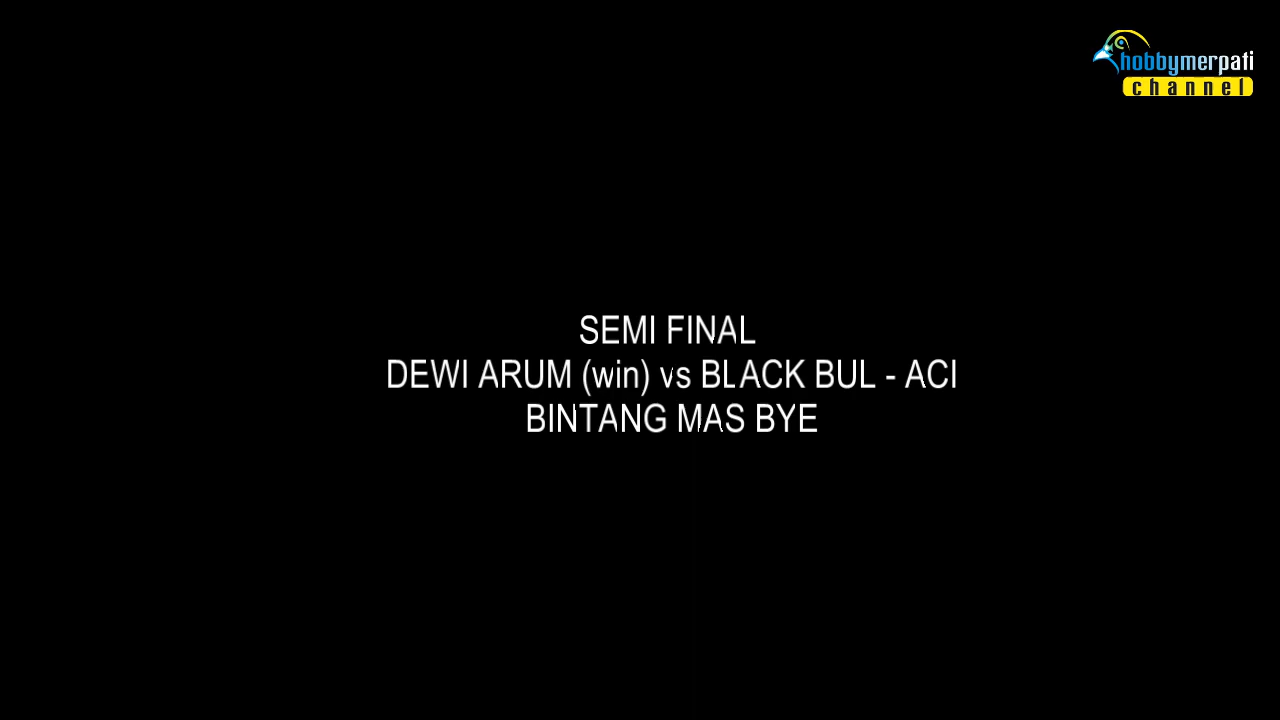 hobbymerpati
channel
SEMI FINAL
DEWI ARUM (win) vs BLACK BUL - ACI
BINTANG MAS BYE